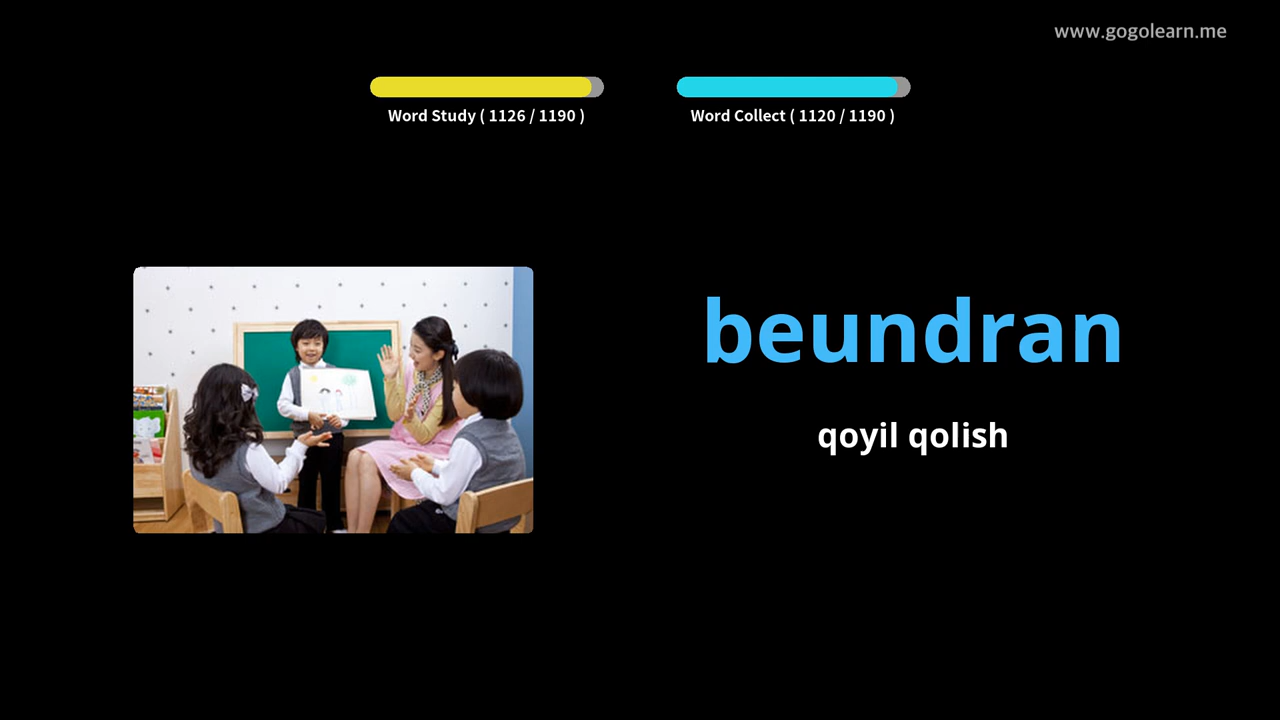 www.gogolearn.me
Word Study ( 1126 / 1190 )
Word Collect ( 1120 / 1190 )
beundran
qoyil qolish